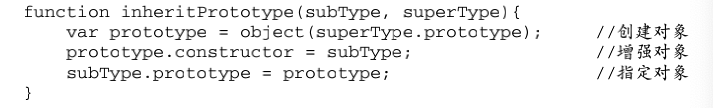 function inheritPrototype(subType, superType){
    var prototype = object(superType.prototype);      //创建对象
    prototype.constructor = subType;                  //增强对象
    subType.prototype = prototype;                    //指定对象
}